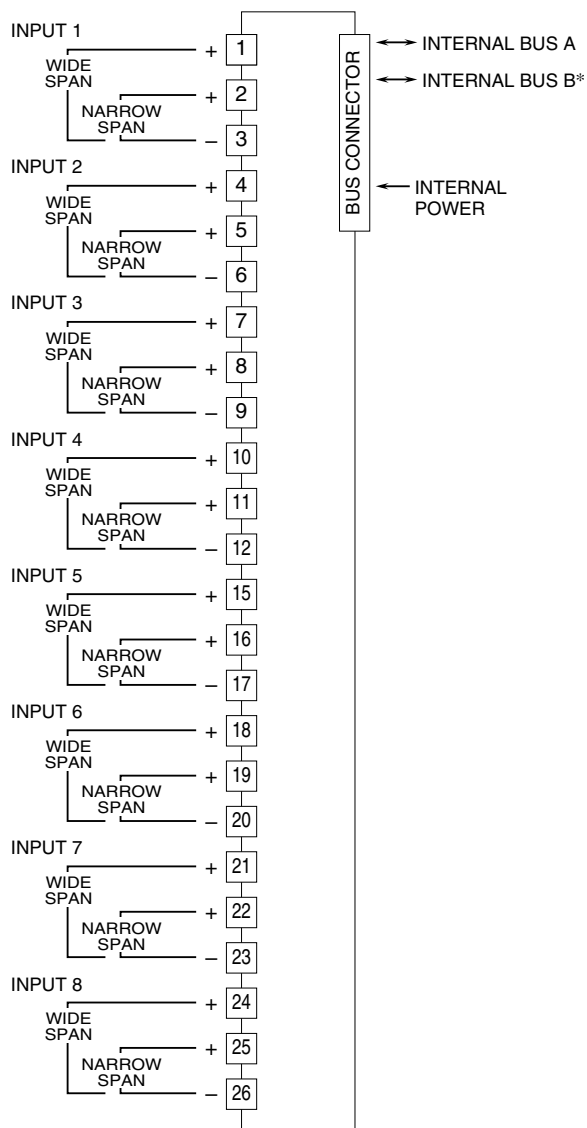 INPUT 1
WIDE
SPAN
+ 1
NARROW
SPAN
+ 2
– 3
INPUT 2
WIDE
SPAN
+ 4
NARROW
SPAN
+ 5
– 6
INPUT 3
WIDE
SPAN
+ 7
NARROW
SPAN
+ 8
– 9
INPUT 4
WIDE
SPAN
+ 10
NARROW
SPAN
+ 11
– 12
INPUT 5
WIDE
SPAN
+ 15
NARROW
SPAN
+ 16
– 17
INPUT 6
WIDE
SPAN
+ 18
NARROW
SPAN
+ 19
– 20
INPUT 7
WIDE
SPAN
+ 21
NARROW
SPAN
+ 22
– 23
INPUT 8
WIDE
SPAN
+ 24
NARROW
SPAN
+ 25
– 26
BUS CONNECTOR
INTERNAL BUS A
INTERNAL BUS B*
INTERNAL
POWER